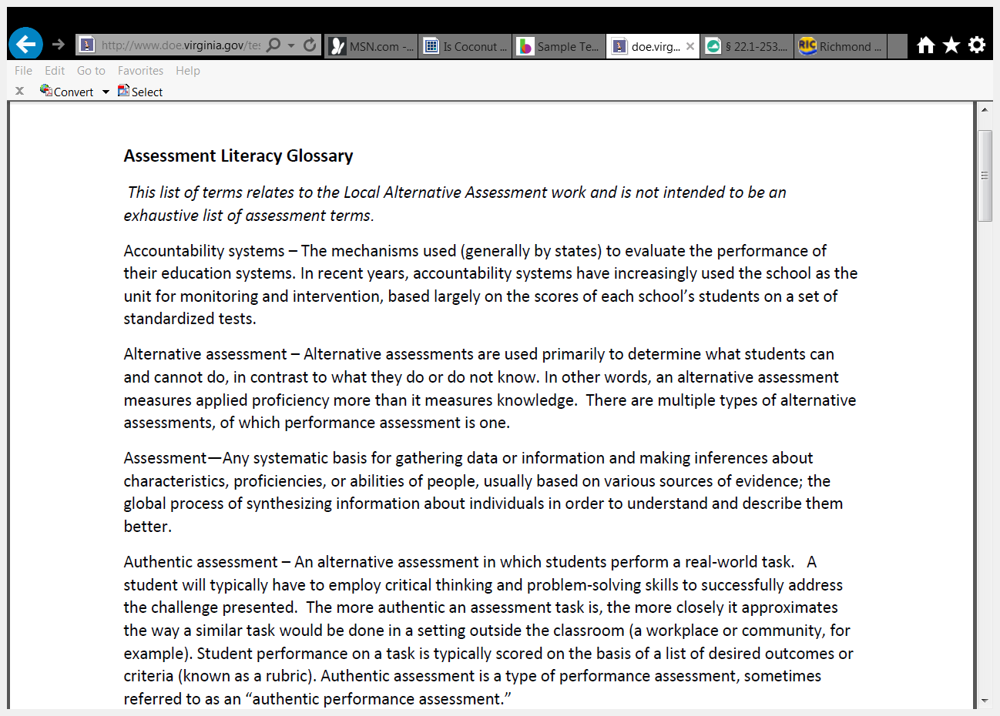 http://www.doe.virginia.gov/tes
MSN.com -...
Is Coconut ...
Sample Te...
doe.virg...
§ 22.1-253....
RIC Richmond ...
File Edit Go to Favorites Help
x Convert Select
Assessment Literacy Glossary
This list of terms relates to the Local Alternative Assessment work and is not intended to be an
exhaustive list of assessment terms.
Accountability systems – The mechanisms used (generally by states) to evaluate the performance of
their education systems. In recent years, accountability systems have increasingly used the school as the
unit for monitoring and intervention, based largely on the scores of each school’s students on a set of
standardized tests.
Alternative assessment – Alternative assessments are used primarily to determine what students can
and cannot do, in contrast to what they do or do not know. In other words, an alternative assessment
measures applied proficiency more than it measures knowledge.  There are multiple types of alternative
assessments, of which performance assessment is one.
Assessment—Any systematic basis for gathering data or information and making inferences about
characteristics, proficiencies, or abilities of people, usually based on various sources of evidence; the
global process of synthesizing information about individuals in order to understand and describe them
better.
Authentic assessment – An alternative assessment in which students perform a real-world task.   A
student will typically have to employ critical thinking and problem-solving skills to successfully address
the challenge presented.  The more authentic an assessment task is, the more closely it approximates
the way a similar task would be done in a setting outside the classroom (a workplace or community, for
example). Student performance on a task is typically scored on the basis of a list of desired outcomes or
criteria (known as a rubric). Authentic assessment is a type of performance assessment, sometimes
referred to as an “authentic performance assessment.”